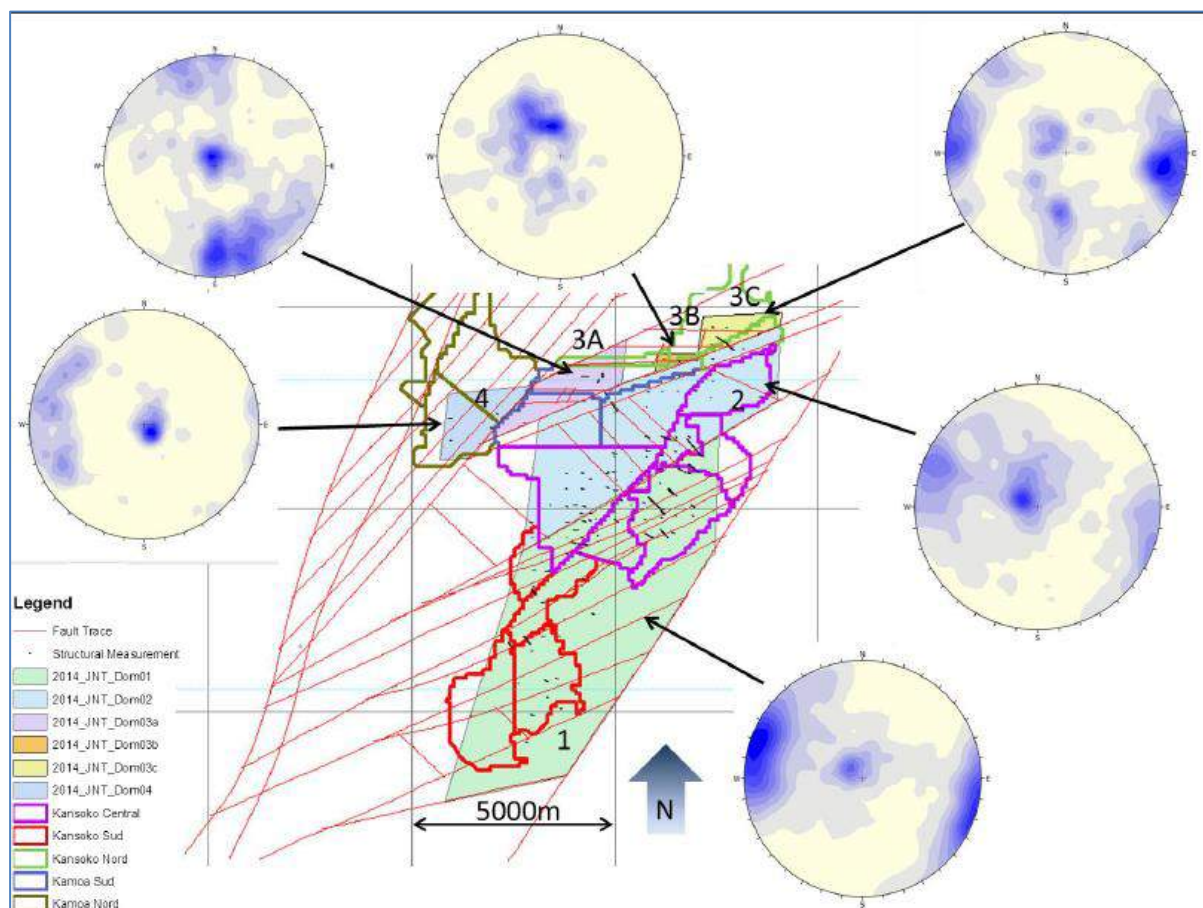 N
N
N
W
E
W
E
W
E
S
S
S
3C
3B
3A
N
N
4
2
W
E
W
E
S
S
Legend
Fault Trace
Structural Measurement
2014_JNT_Dom01
2014_JNT_Dom02
2014_JNT_Dom03a
2014_JNT_Dom03b
2014_JNT_Dom03c
2014_JNT_Dom04
Kansoko Central
Kansoko Sud
Kansoko Nord
Kamoa Sud
Kamoa Nord
1
5000m
N
N
W
E
S